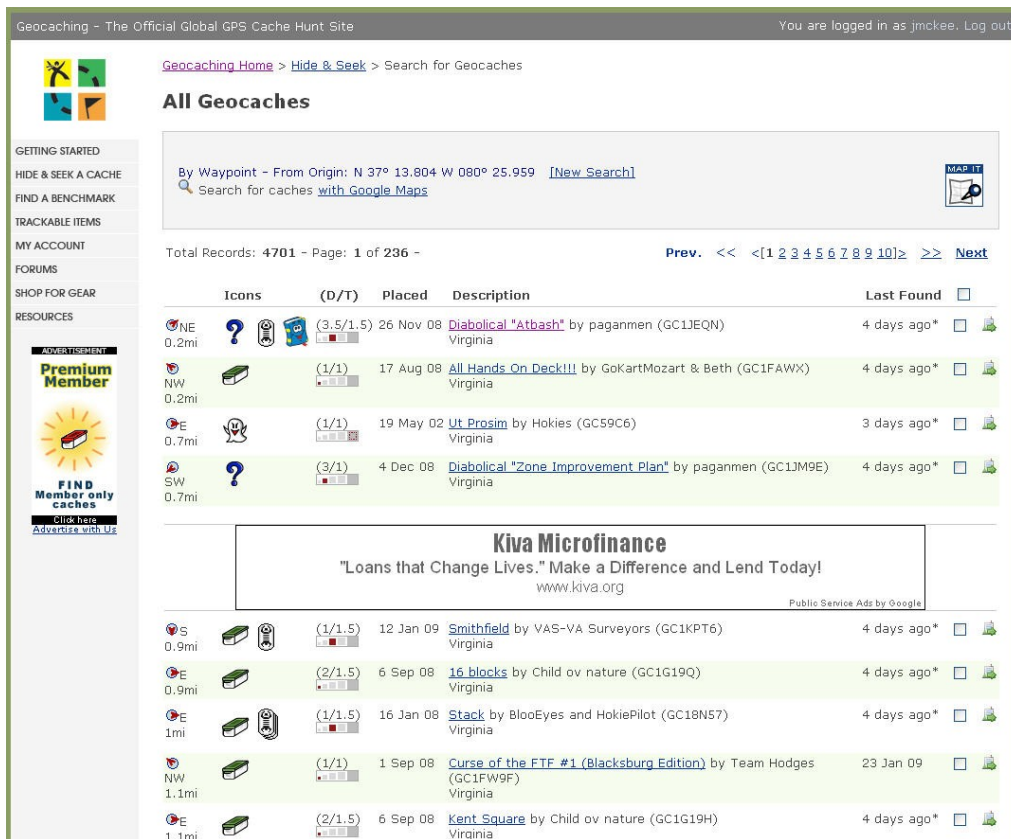 Geocaching - The Official Global GPS Cache Hunt Site
You are logged in as jmckee. Log out
Geocaching Home > Hide & Seek > Search for Geocaches
All Geocaches
GETTING STARTED
HIDE & SEEK A CACHE
FIND A BENCHMARK
TRACKABLE ITEMS
MY ACCOUNT
FORUMS
SHOP FOR GEAR
RESOURCES
ADVERTISEMENT
Premium
Member
FIND
Member only
caches
Click here
Advertise with Us
By Waypoint - From Origin: N 37° 13.804 W 080° 25.959 [New Search]
Search for caches with Google Maps
MAP IT
Total Records: 4701 - Page: 1 of 236 -
Prev. << <[1 2 3 4 5 6 7 8 9 10]> >> Next
Icons (D/T) Placed Description Last Found
NE ? (3.5/1.5) 26 Nov 08 Diabolical "Atbash" by paganmen (GC1JEQN) 4 days ago*
0.2mi Virginia
(1/1) 17 Aug 08 All Hands On Deck!!! by GoKartMozart & Beth (GC1FAWX) 4 days ago*
NW Virginia
0.2mi
E (1/1) 19 May 02 Ut Prosim by Hokies (GC59C6) 3 days ago*
0.7mi Virginia
? (3/1) 4 Dec 08 Diabolical "Zone Improvement Plan" by paganmen (GC1JM9E) 4 days ago*
SW Virginia
0.7mi
Kiva Microfinance
"Loans that Change Lives." Make a Difference and Lend Today!
www.kiva.org
Public Service Ads by Google
S (1/1.5) 12 Jan 09 Smithfield by VAS-VA Surveyors (GC1KPT6) 4 days ago*
0.9mi Virginia
E (2/1.5) 6 Sep 08 16 blocks by Child ov nature (GC1G19Q) 4 days ago*
0.9mi Virginia
E (1/1.5) 16 Jan 08 Stack by BlooEyes and HokiePilot (GC18N57) 4 days ago*
1mi Virginia
(1/1) 1 Sep 08 Curse of the FTF #1 (Blacksburg Edition) by Team Hodges 23 Jan 09
NW (GC1FW9F)
1.1mi Virginia
E (2/1.5) 6 Sep 08 Kent Square by Child ov nature (GC1G19H) 4 days ago*
1.1mi Virginia